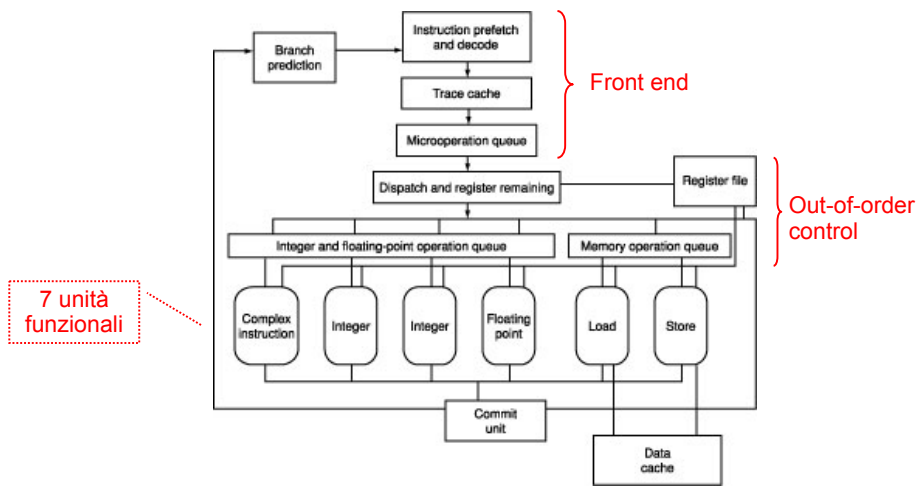 Instruction prefetch
and decode
Branch
prediction
Front end
Trace cache
Microoperation queue
Dispatch and register remaining
Register file
Out-of-order
control
Integer and floating-point operation queue
Memory operation queue
7 unità
funzionali
Complex
instruction
Integer
Integer
Floating
point
Load
Store
Commit
unit
Data
cache